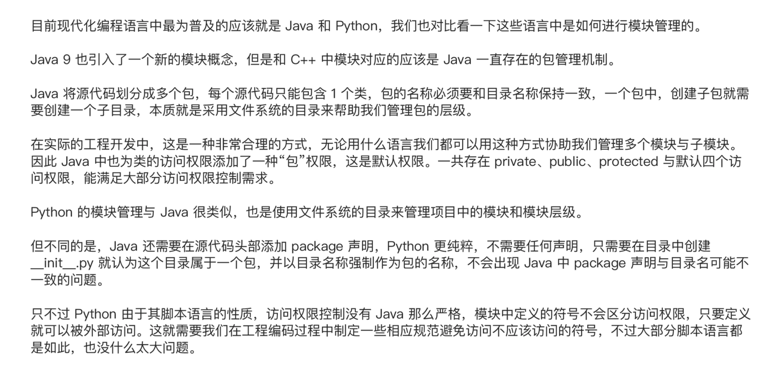 目前现代化编程语言中最为普及的应该就是 Java 和 Python，我们也对比看一下这些语言中是如何进行模块管理的。
Java 9 也引入了一个新的模块概念，但是和 C++ 中模块对应的应该是 Java 一直存在的包管理机制。
Java 将源代码划分成多个包，每个源代码只能包含 1 个类，包的名称必须要和目录名称保持一致，一个包中，创建子包就需
要创建一个子目录，本质就是采用文件系统的目录来帮助我们管理包的层级。
在实际的工程开发中，这是一种非常合理的方式，无论用什么语言我们都可以用这种方式协助我们管理多个模块与子模块。
因此 Java 中也为类的访问权限添加了一种“包”权限，这是默认权限。一共存在 private、public、protected 与默认四个访
问权限，能满足大部分访问权限控制需求。
Python 的模块管理与 Java 很类似，也是使用文件系统的目录来管理项目中的模块和模块层级。
但不同的是，Java 还需要在源代码头部添加 package 声明，Python 更纯粹，不需要任何声明，只需要在目录中创建
__init__.py 就认为这个目录属于一个包，并以目录名称强制作为包的名称，不会出现 Java 中 package 声明与目录名可能不
一致的问题。
只不过 Python 由于其脚本语言的性质，访问权限控制没有 Java 那么严格，模块中定义的符号不会区分访问权限，只要定义
就可以被外部访问。这就需要我们在工程编码过程中制定一些相应规范避免访问不应该访问的符号，不过大部分脚本语言都
是如此，也没什么太大问题。